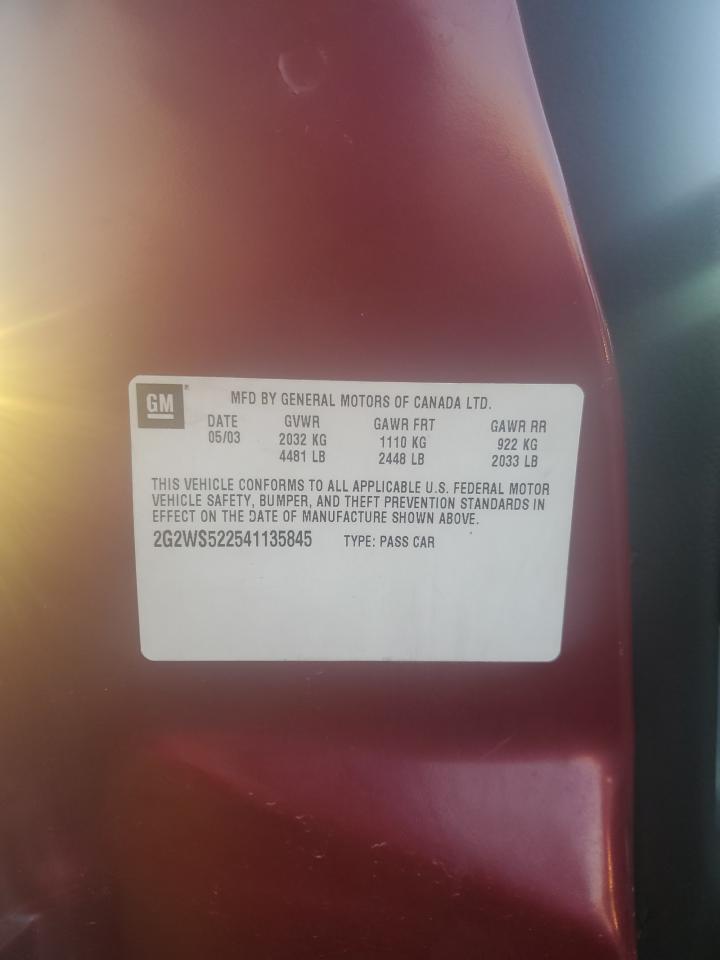 GM
MFD BY GENERAL MOTORS OF CANADA LTD.
DATE GVWR GAWR FRT GAWR RR
05/03 2032 KG 1110 KG 922 KG
4481 LB 2448 LB 2033 LB
THIS VEHICLE CONFORMS TO ALL APPLICABLE U.S. FEDERAL MOTOR
VEHICLE SAFETY, BUMPER, AND THEFT PREVENTION STANDARDS IN
EFFECT ON THE DATE OF MANUFACTURE SHOWN ABOVE.
2G2WS522541135845 TYPE: PASS CAR